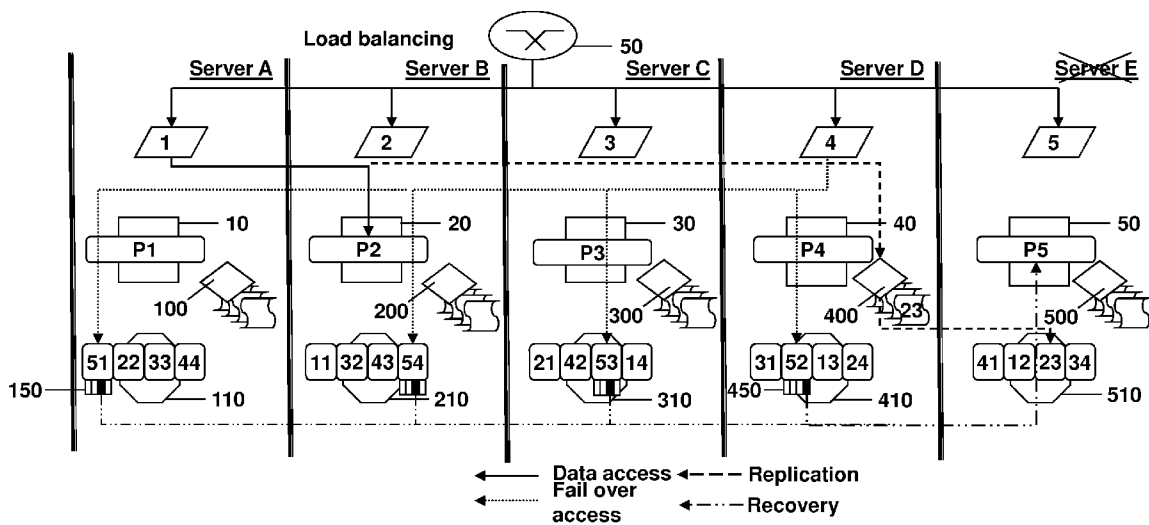 Load balancing
50
Server A
Server B
Server C
Server D
Server E
1
2
3
4
5
10
20
30
40
50
P1
P2
P3
P4
P5
100
200
300
400
23
500
51 22 33 44
11 32 43 54
21 42 53 14
31 52 13 24
41 12 23 34
150
110
210
310
450
410
510
Data access
Replication
Fail over access
Recovery